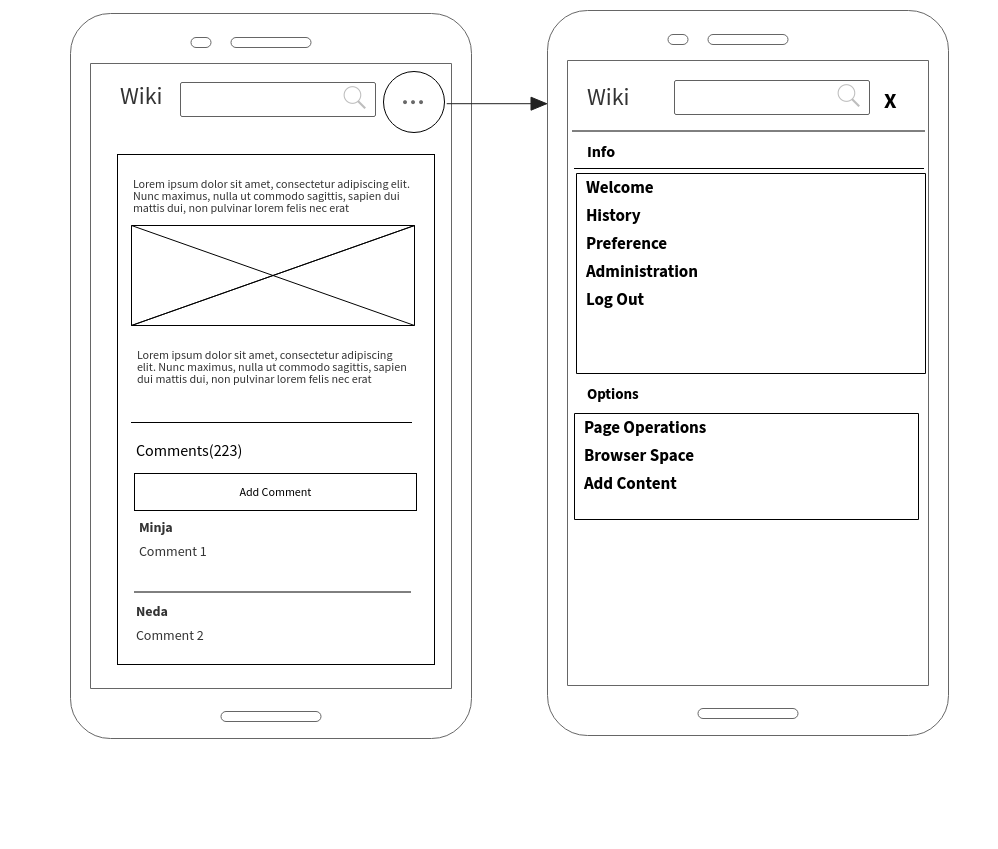 Wiki
...
Lorem ipsum dolor sit amet, consectetur adipiscing elit.
Nunc maximus, nulla ut commodo sagittis, sapien dui
mattis dui, non pulvinar lorem felis nec erat
Lorem ipsum dolor sit amet, consectetur adipiscing
elit. Nunc maximus, nulla ut commodo sagittis, sapien
dui mattis dui, non pulvinar lorem felis nec erat
Comments(223)
Add Comment
Minja
Comment 1
Neda
Comment 2
Wiki
X
Info
Welcome
History
Preference
Administration
Log Out
Options
Page Operations
Browser Space
Add Content